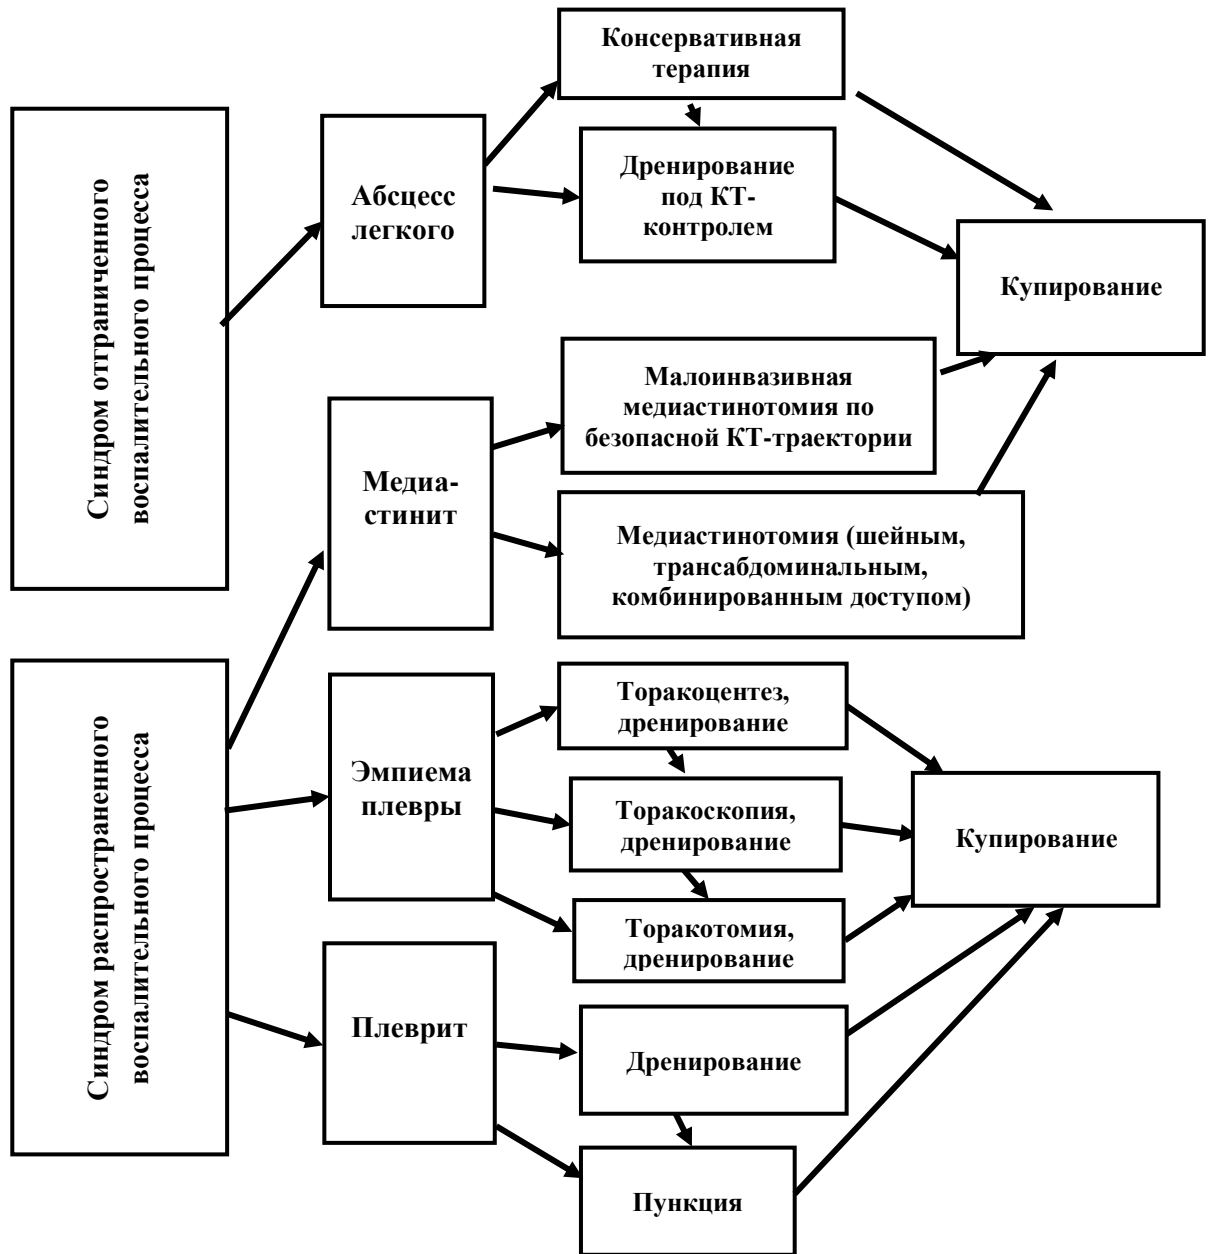 Консервативная
терапия
Синдром отграниченного
воспалительного процесса
Абсцесс
легкого
Дренирование
под КТ-
контролем
Купирование
Малоинвазивная
медиастинотомия по
безопасной КТ-траектории
Медиа-
стинит
Медиастинотомия (шейным,
трансабдоминальным,
комбинированным доступом)
Синдром распространенного
воспалительного процесса
Торакоцентез,
дренирование
Эмпиема
плевры
Торакоскопия,
дренирование
Купирование
Торакотомия,
дренирование
Плеврит
Дренирование
Пункция